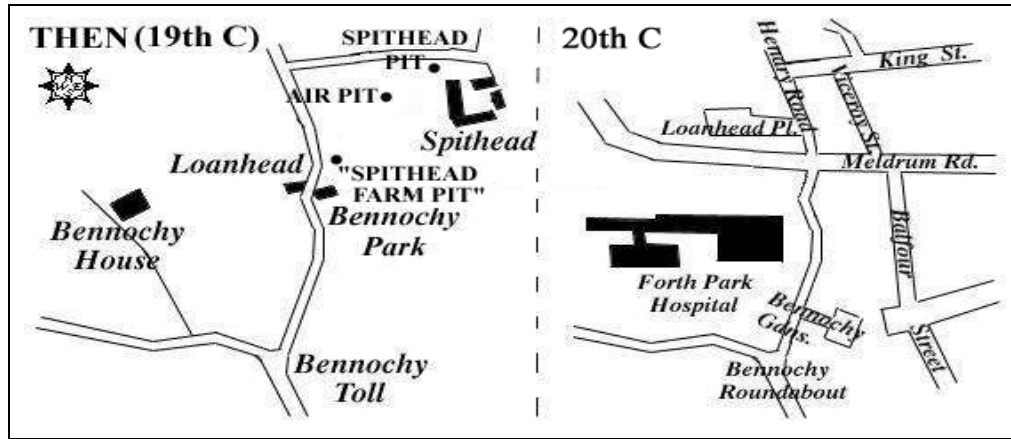 THEN (19th C)
SPITHEAD
PIT
AIR PIT
Spithead
Loanhead
"SPITHEAD
FARM PIT"
Bennochy
Park
Bennochy
House
Bennochy
Toll
20th C
Hendry Road
King St.
Viceroy St.
Loanhead Pl.
Meldrum Rd.
Balfour
Street
Forth Park
Hospital
Bennochy
Gdns.
Bennochy
Roundabout